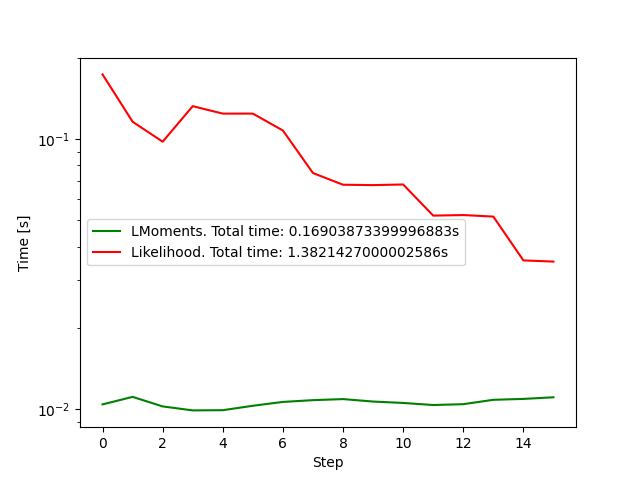 10⁻¹
10⁻²
Time [s]
LMoments. Total time: 0.16903873399996883s
Likelihood. Total time: 1.3821427000002586s
0 2 4 6 8 10 12 14
Step